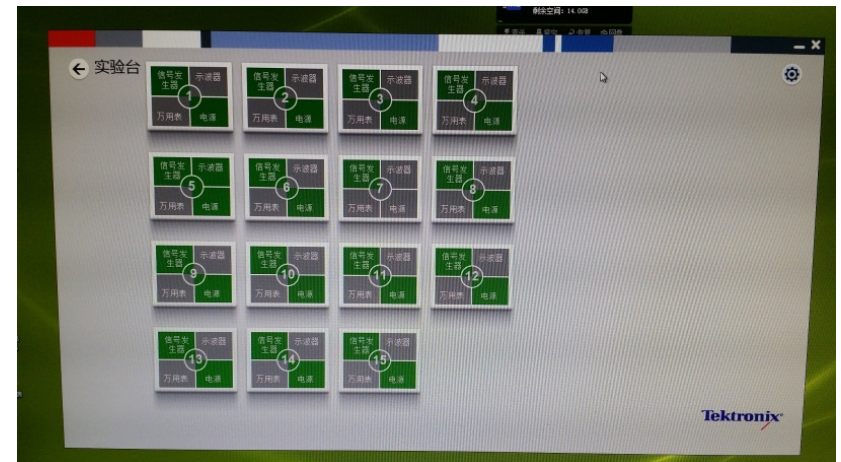 剩余空间: 14.0GB
实验台
信号发生器 示波器
1
万用表 电源
信号发生器 示波器
2
万用表 电源
信号发生器 示波器
3
万用表 电源
信号发生器 示波器
4
万用表 电源
信号发生器 示波器
5
万用表 电源
信号发生器 示波器
6
万用表 电源
信号发生器 示波器
7
万用表 电源
信号发生器 示波器
8
万用表 电源
信号发生器 示波器
9
万用表 电源
信号发生器 示波器
10
万用表 电源
信号发生器 示波器
11
万用表 电源
信号发生器 示波器
12
万用表 电源
信号发生器 示波器
13
万用表 电源
信号发生器 示波器
14
万用表 电源
信号发生器 示波器
15
万用表 电源
Tektronix